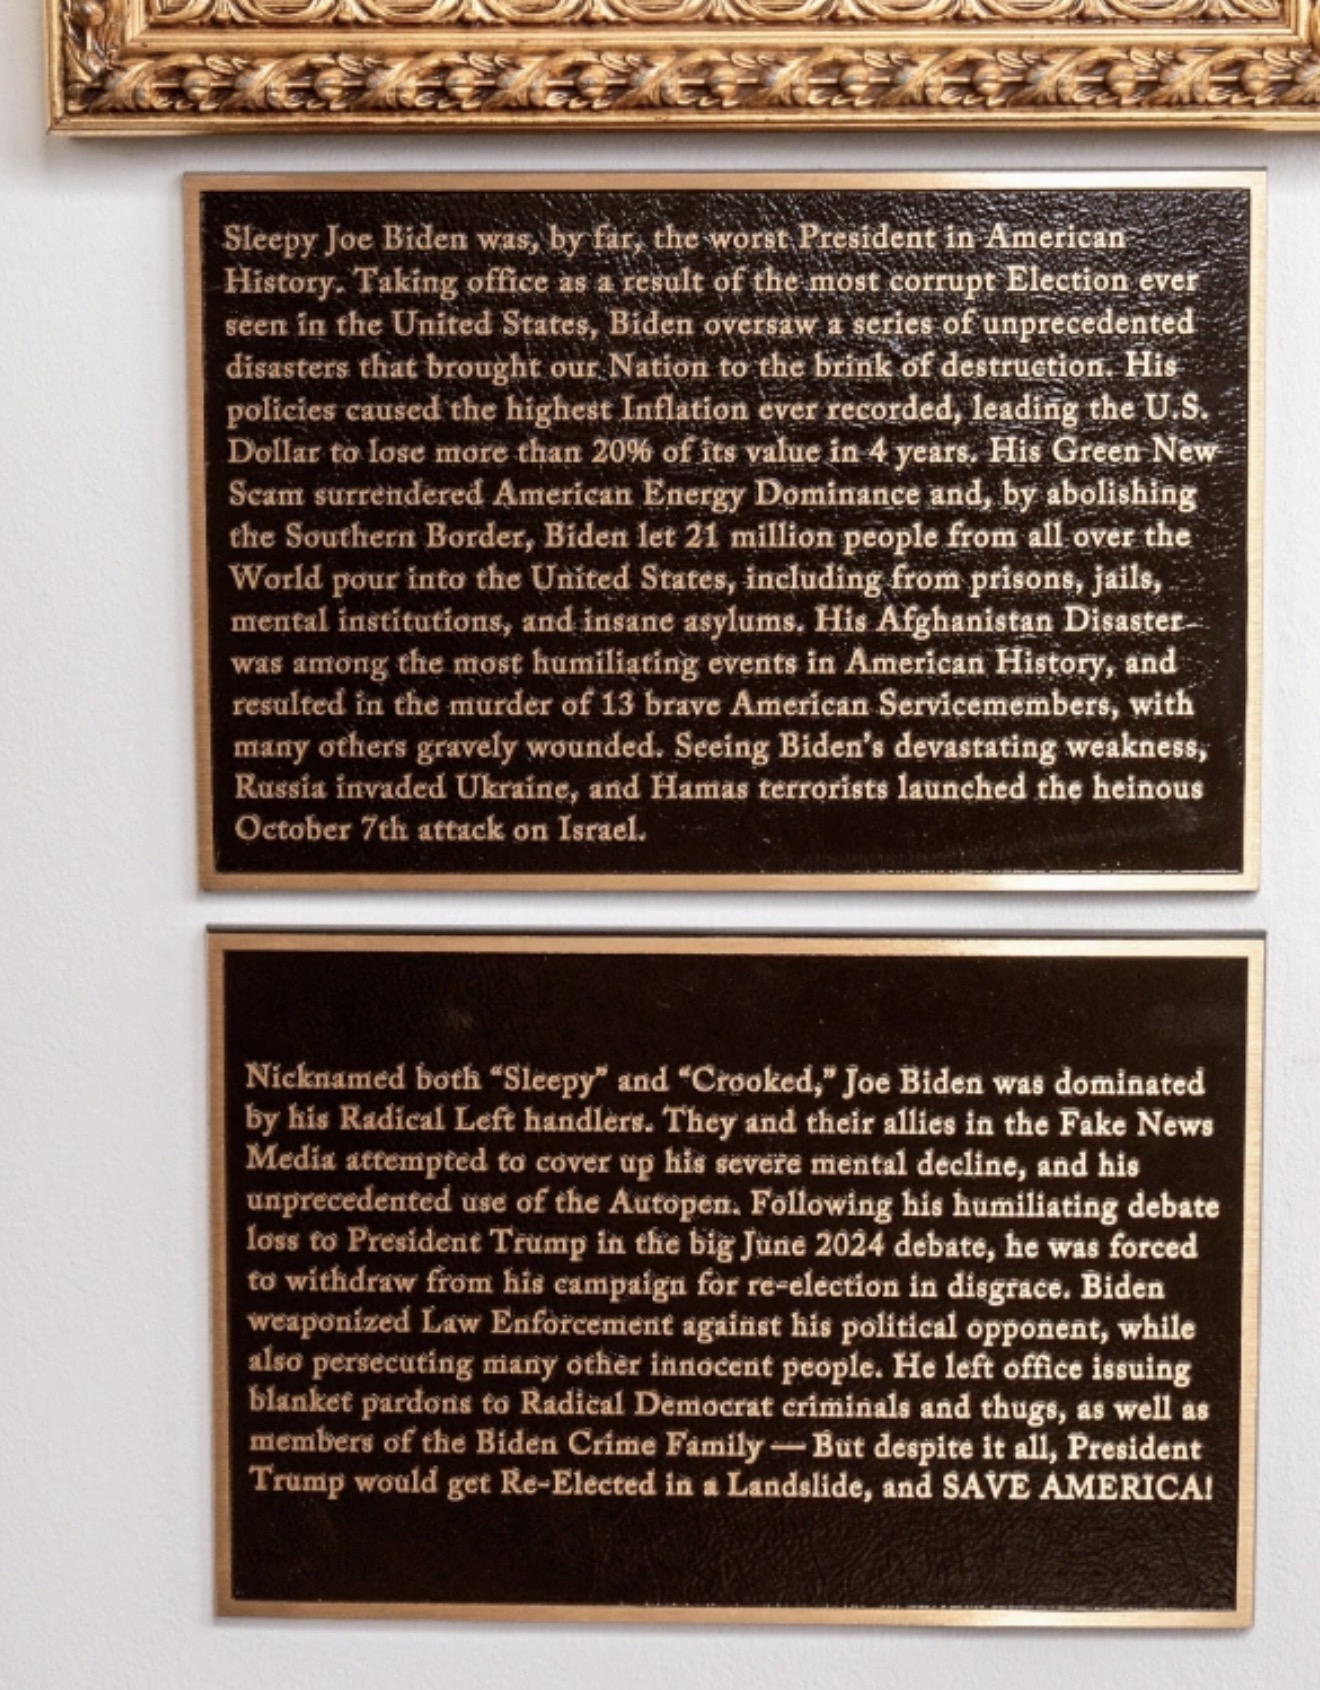 Sleepy Joe Biden was, by far, the worst President in American
History. Taking office as a result of the most corrupt Election ever
seen in the United States, Biden oversaw a series of unprecedented
disasters that brought our Nation to the brink of destruction. His
policies caused the highest Inflation ever recorded, leading the U.S.
Dollar to lose more than 20% of its value in 4 years. His Green New
Scam surrendered American Energy Dominance and, by abolishing
the Southern Border, Biden let 21 million people from all over the
World pour into the United States, including from prisons, jails,
mental institutions, and insane asylums. His Afghanistan Disaster
was among the most humiliating events in American History, and
resulted in the murder of 13 brave American Servicemembers, with
many others gravely wounded. Seeing Biden's devastating weakness,
Russia invaded Ukraine, and Hamas terrorists launched the heinous
October 7th attack on Israel.
Nicknamed both “Sleepy” and “Crooked,” Joe Biden was dominated
by his Radical Left handlers. They and their allies in the Fake News
Media attempted to cover up his severe mental decline, and his
unprecedented use of the Autopen. Following his humiliating debate
loss to President Trump in the big June 2024 debate, he was forced
to withdraw from his campaign for re-election in disgrace. Biden
weaponized Law Enforcement against his political opponent, while
also persecuting many other innocent people. He left office issuing
blanket pardons to Radical Democrat criminals and thugs, as well as
members of the Biden Crime Family — But despite it all, President
Trump would get Re-Elected in a Landslide, and SAVE AMERICA!